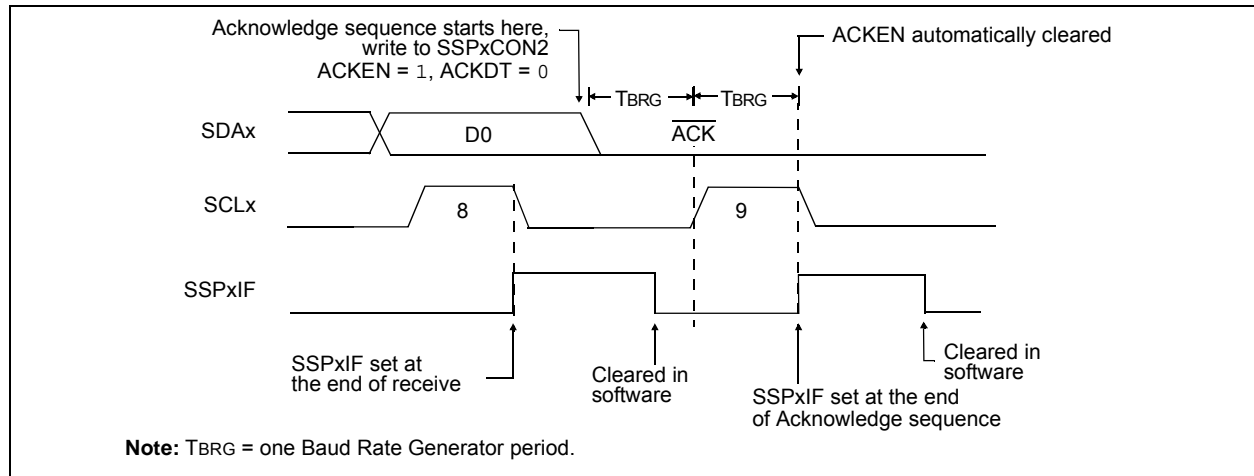 Acknowledge sequence starts here,
write to SSPxCON2
ACKEN = 1, ACKDT = 0
ACKEN automatically cleared
TBRG
TBRG
SDAx
D0
ACK
SCLx
8
9
SSPxIF
SSPxIF set at
the end of receive
Cleared in
software
SSPxIF set at the end
of Acknowledge sequence
Cleared in
software
Note: TBRG = one Baud Rate Generator period.